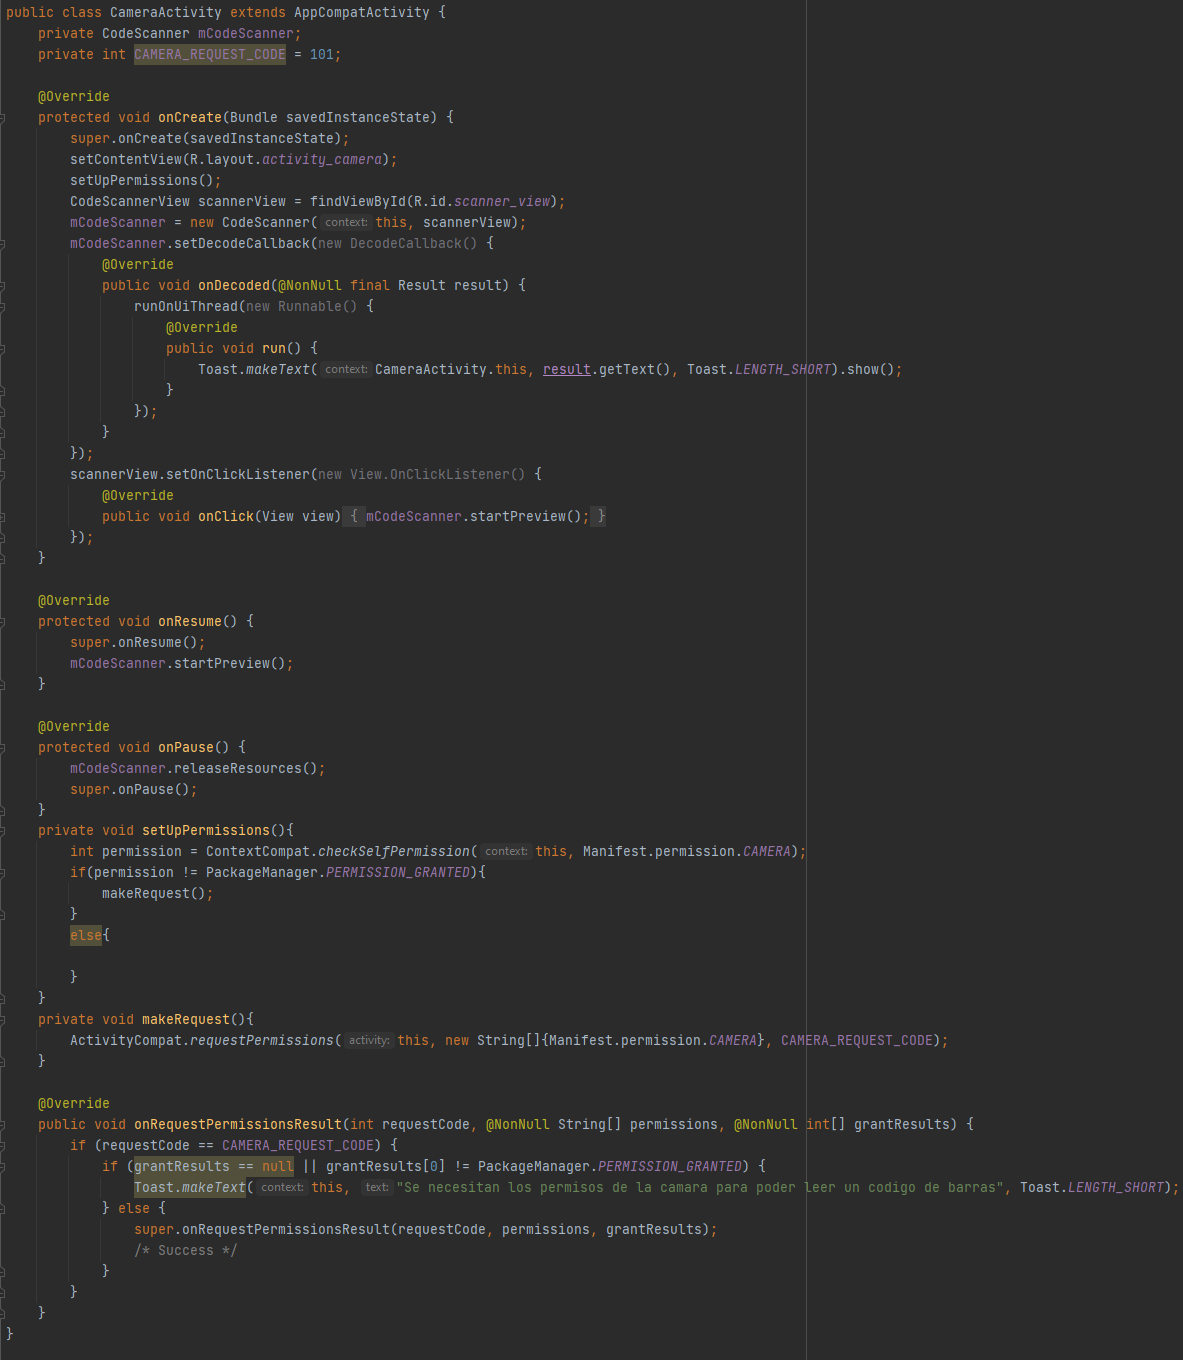 public class CameraActivity extends AppCompatActivity {
    private CodeScanner mCodeScanner;
    private int CAMERA_REQUEST_CODE = 101;

    @Override
    protected void onCreate(Bundle savedInstanceState) {
        super.onCreate(savedInstanceState);
        setContentView(R.layout.activity_camera);
        setUpPermissions();
        CodeScannerView scannerView = findViewById(R.id.scanner_view);
        mCodeScanner = new CodeScanner( context: this, scannerView);
        mCodeScanner.setDecodeCallback(new DecodeCallback() {
            @Override
            public void onDecoded(@NonNull final Result result) {
                runOnUiThread(new Runnable() {
                    @Override
                    public void run() {
                        Toast.makeText( context: CameraActivity.this, result.getText(), Toast.LENGTH_SHORT).show();
                    }
                });
            }
        });
        scannerView.setOnClickListener(new View.OnClickListener() {
            @Override
            public void onClick(View view) { mCodeScanner.startPreview(); }
        });
    }

    @Override
    protected void onResume() {
        super.onResume();
        mCodeScanner.startPreview();
    }

    @Override
    protected void onPause() {
        mCodeScanner.releaseResources();
        super.onPause();
    }
    private void setUpPermissions(){
        int permission = ContextCompat.checkSelfPermission( context: this, Manifest.permission.CAMERA);
        if(permission != PackageManager.PERMISSION_GRANTED){
            makeRequest();
        }
        else{

        }
    }
    private void makeRequest(){
        ActivityCompat.requestPermissions( activity: this, new String[]{Manifest.permission.CAMERA}, CAMERA_REQUEST_CODE);
    }

    @Override
    public void onRequestPermissionsResult(int requestCode, @NonNull String[] permissions, @NonNull int[] grantResults) {
        if (requestCode == CAMERA_REQUEST_CODE) {
            if (grantResults == null || grantResults[0] != PackageManager.PERMISSION_GRANTED) {
                Toast.makeText( context: this, text: "Se necesitan los permisos de la camara para poder leer un codigo de barras", Toast.LENGTH_SHORT);
            } else {
                super.onRequestPermissionsResult(requestCode, permissions, grantResults);
                /* Success */
            }
        }
    }
}